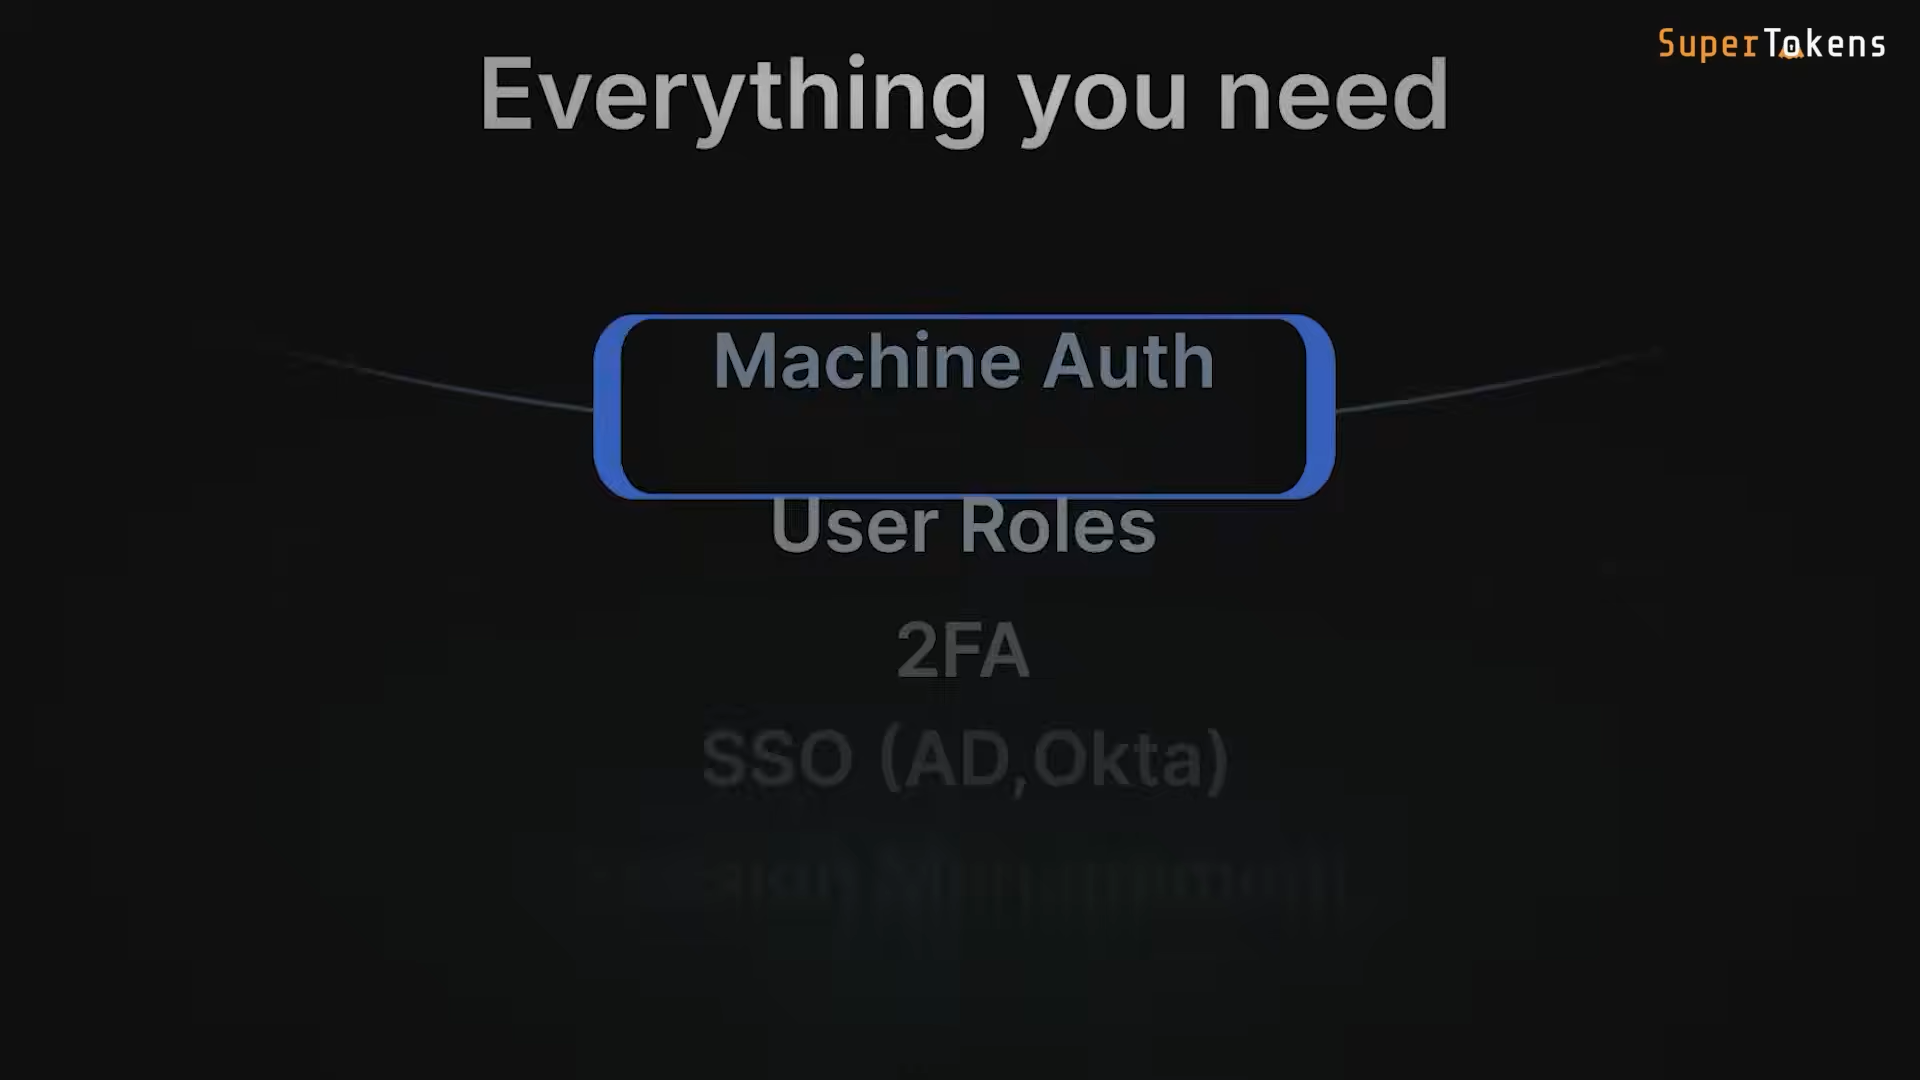 SuperTokens
Everything you need
Machine Auth
User Roles
2FA
SSO (AD,Okta)